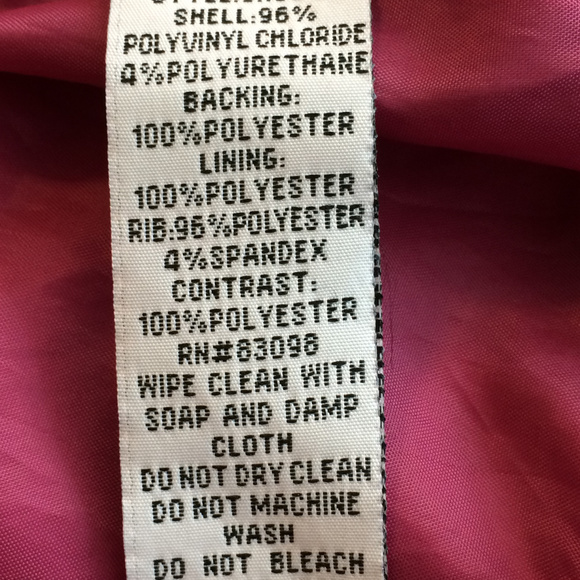 SHELL:96%
POLYVINYL CHLORIDE
4%POLYURETHANE
BACKING:
100%POLYESTER
LINING:
100%POLYESTER
RIB:96%POLYESTER
4%SPANDEX
CONTRAST:
100%POLYESTER
RN#83098
WIPE CLEAN WITH
SOAP AND DAMP
CLOTH
DO NOT DRY CLEAN
DO NOT MACHINE
WASH
DO NOT BLEACH